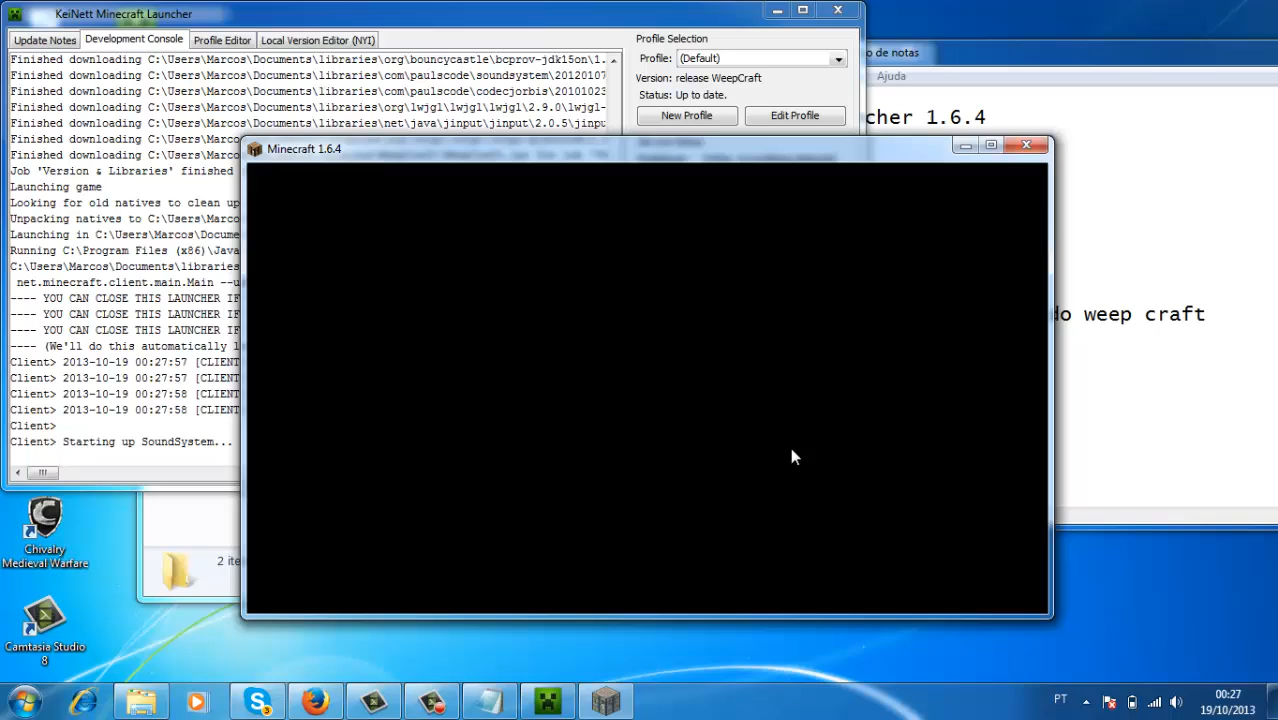 KeiNett Minecraft Launcher
Update Notes
Development Console
Profile Editor
Local Version Editor (NYI)
Finished downloading C:\Users\Marcos\Documents\libraries\org\bouncycastle\bcprov-jdk15on\1.
Finished downloading C:\Users\Marcos\Documents\libraries\com\paulscode\soundsystem\20120107
Finished downloading C:\Users\Marcos\Documents\libraries\com\paulscode\codecjorbis\20101023
Finished downloading C:\Users\Marcos\Documents\libraries\org\lwjgl\lwjgl\2.9.0\lwjgl-
Finished downloading C:\Users\Marcos\Documents\libraries\net\java\jinput\jinput\2.0.5\jinpu
Finished downloading
Finished downloading
Job 'Version & Libraries' finished
Launching game
Looking for old natives to clean up
Unpacking natives to C:\Users\Marco
Launching in C:\Users\Marcos\Docume
Running C:\Program Files (x86)\Java
C:\Users\Marcos\Documents\libraries
net.minecraft.client.main.Main --u
---- YOU CAN CLOSE THIS LAUNCHER IF
---- YOU CAN CLOSE THIS LAUNCHER IF
---- YOU CAN CLOSE THIS LAUNCHER IF
---- (We'll do this automatically l
Client> 2013-10-19 00:27:57 [CLIENT
Client> 2013-10-19 00:27:57 [CLIENT
Client> 2013-10-19 00:27:58 [CLIENT
Client> 2013-10-19 00:27:58 [CLIENT
Client>
Client> Starting up SoundSystem...
Profile Selection
Profile: (Default)
Version: release WeepCraft
Status: Up to date.
New Profile
Edit Profile
o de notas
Ajuda
cher 1.6.4
do weep craft
Minecraft 1.6.4
2 ite
Chivalry
Medieval Warfare
Camtasia Studio
8
PT
00:27
19/10/2013